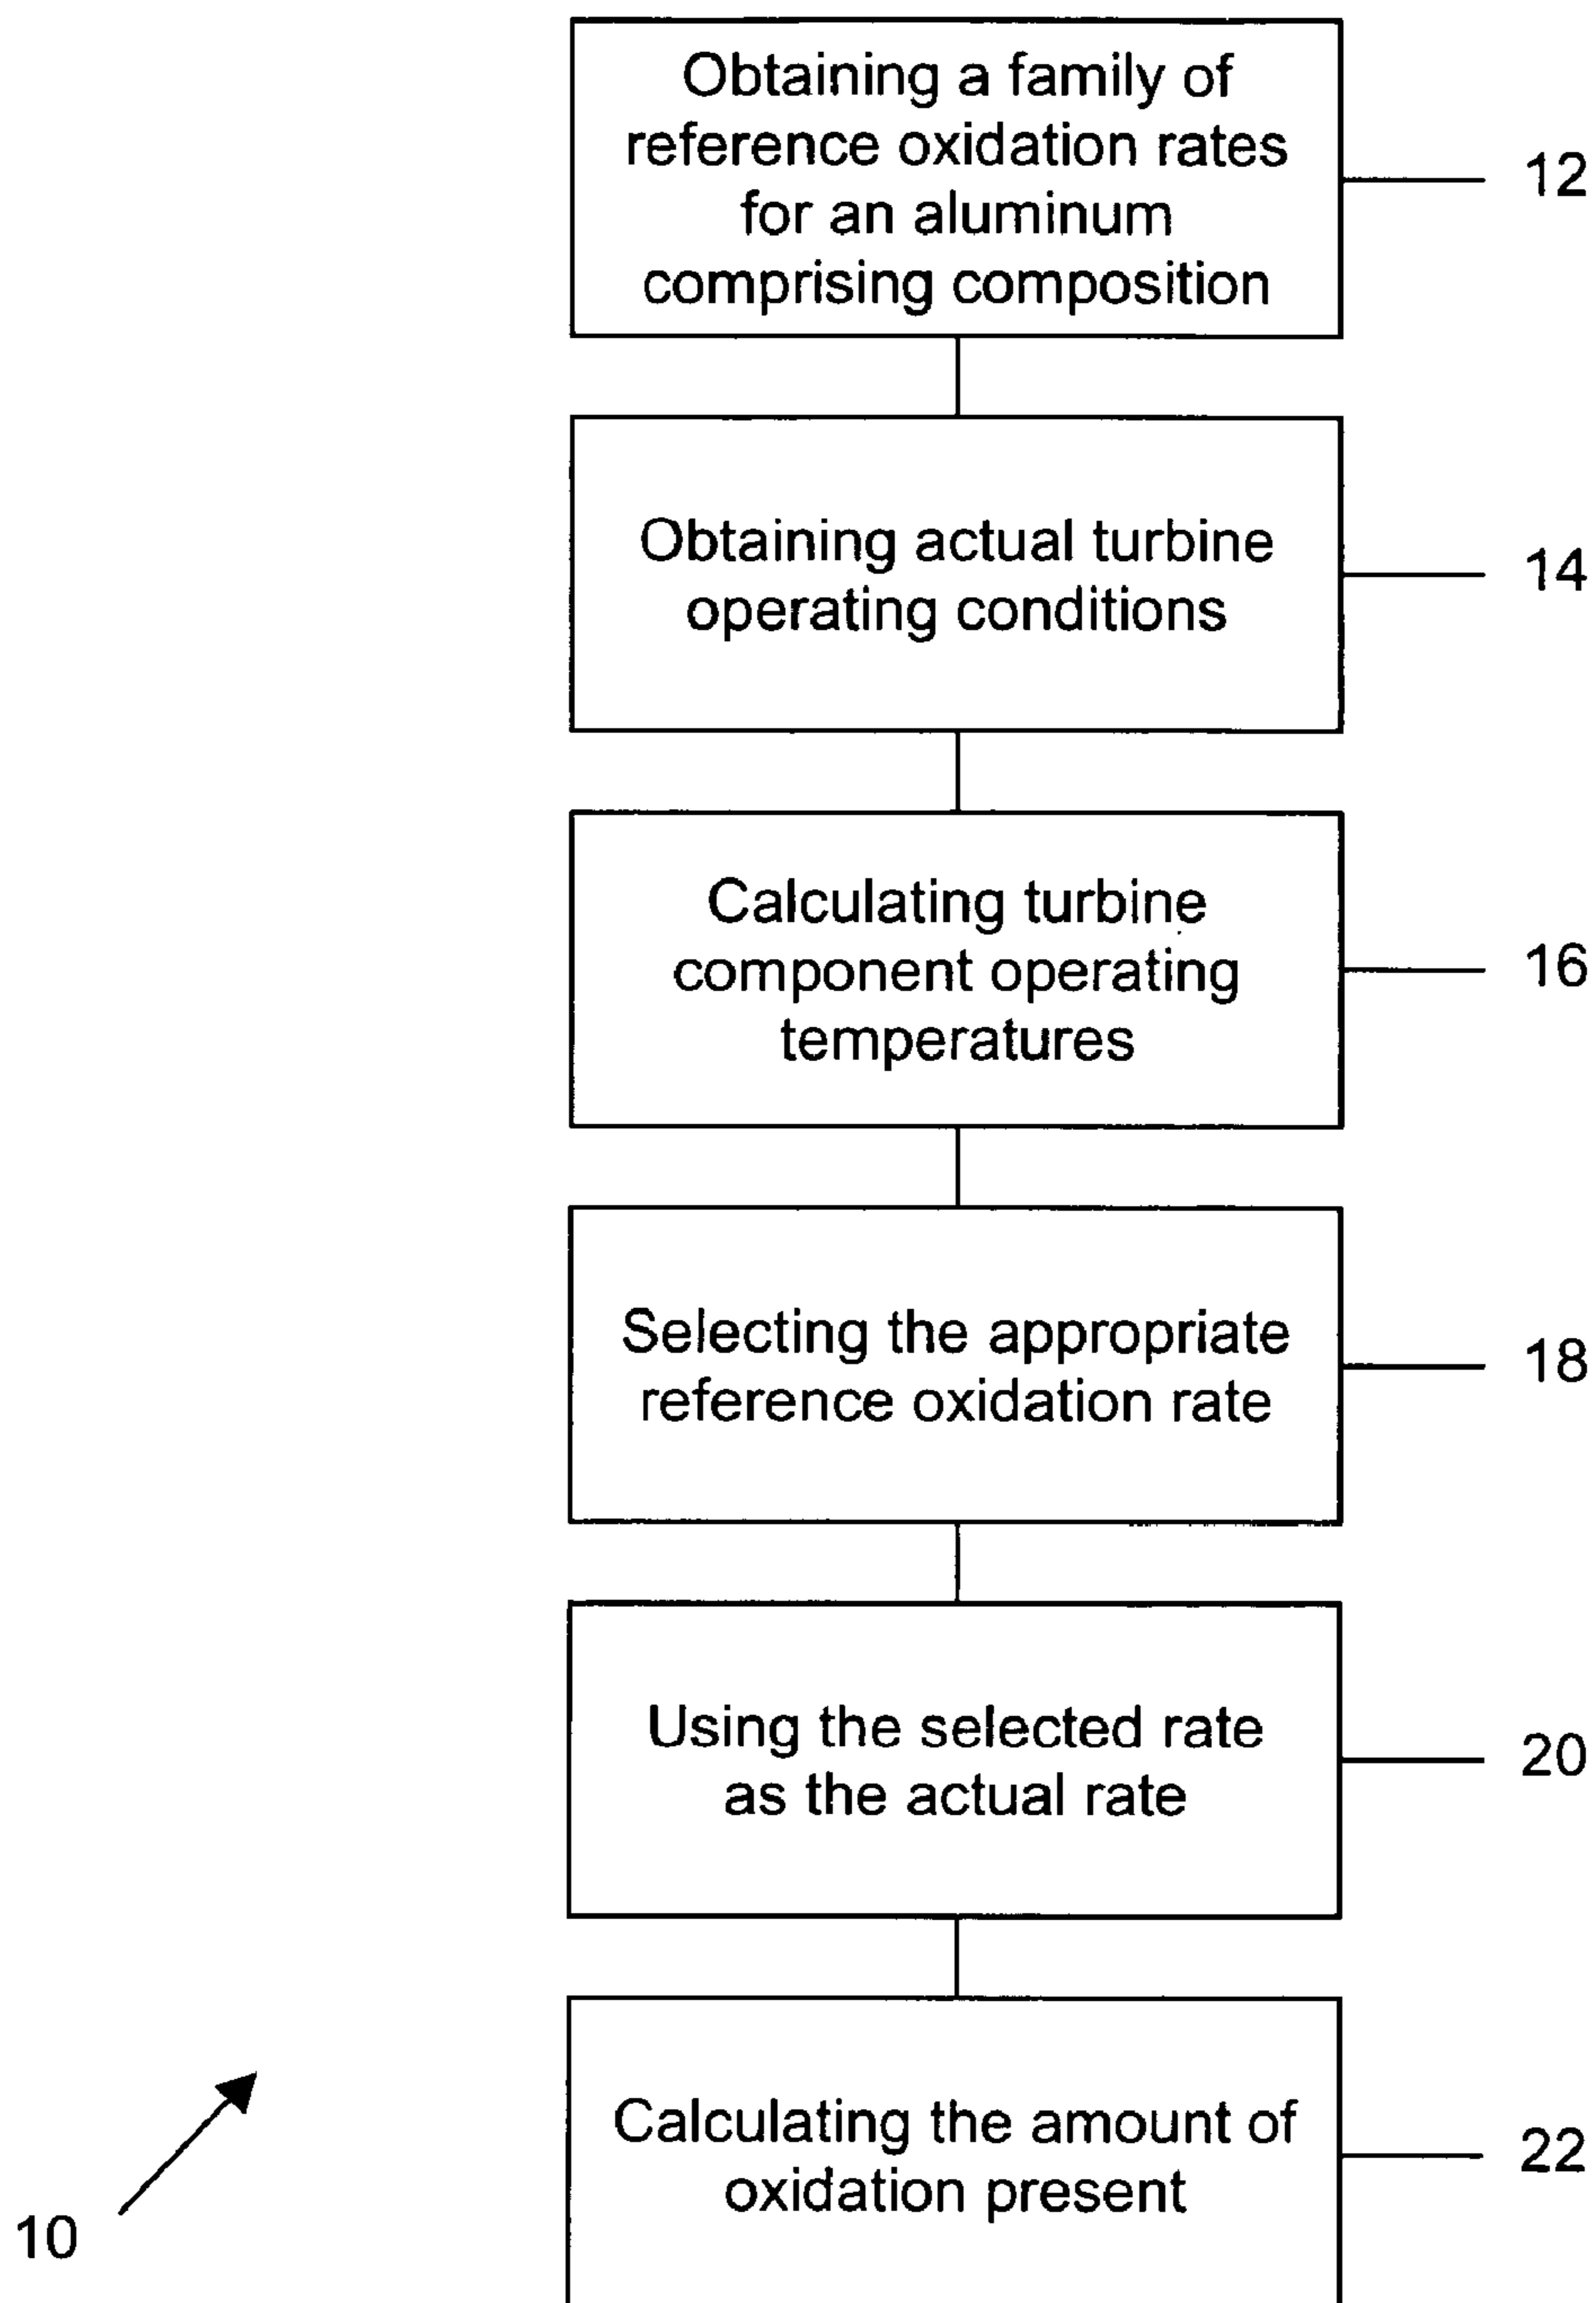 Obtaining a family of
reference oxidation rates
for an aluminum
comprising composition
12
Obtaining actual turbine
operating conditions
14
Calculating turbine
component operating
temperatures
16
Selecting the appropriate
reference oxidation rate
18
Using the selected rate
as the actual rate
20
Calculating the amount of
oxidation present
22
10